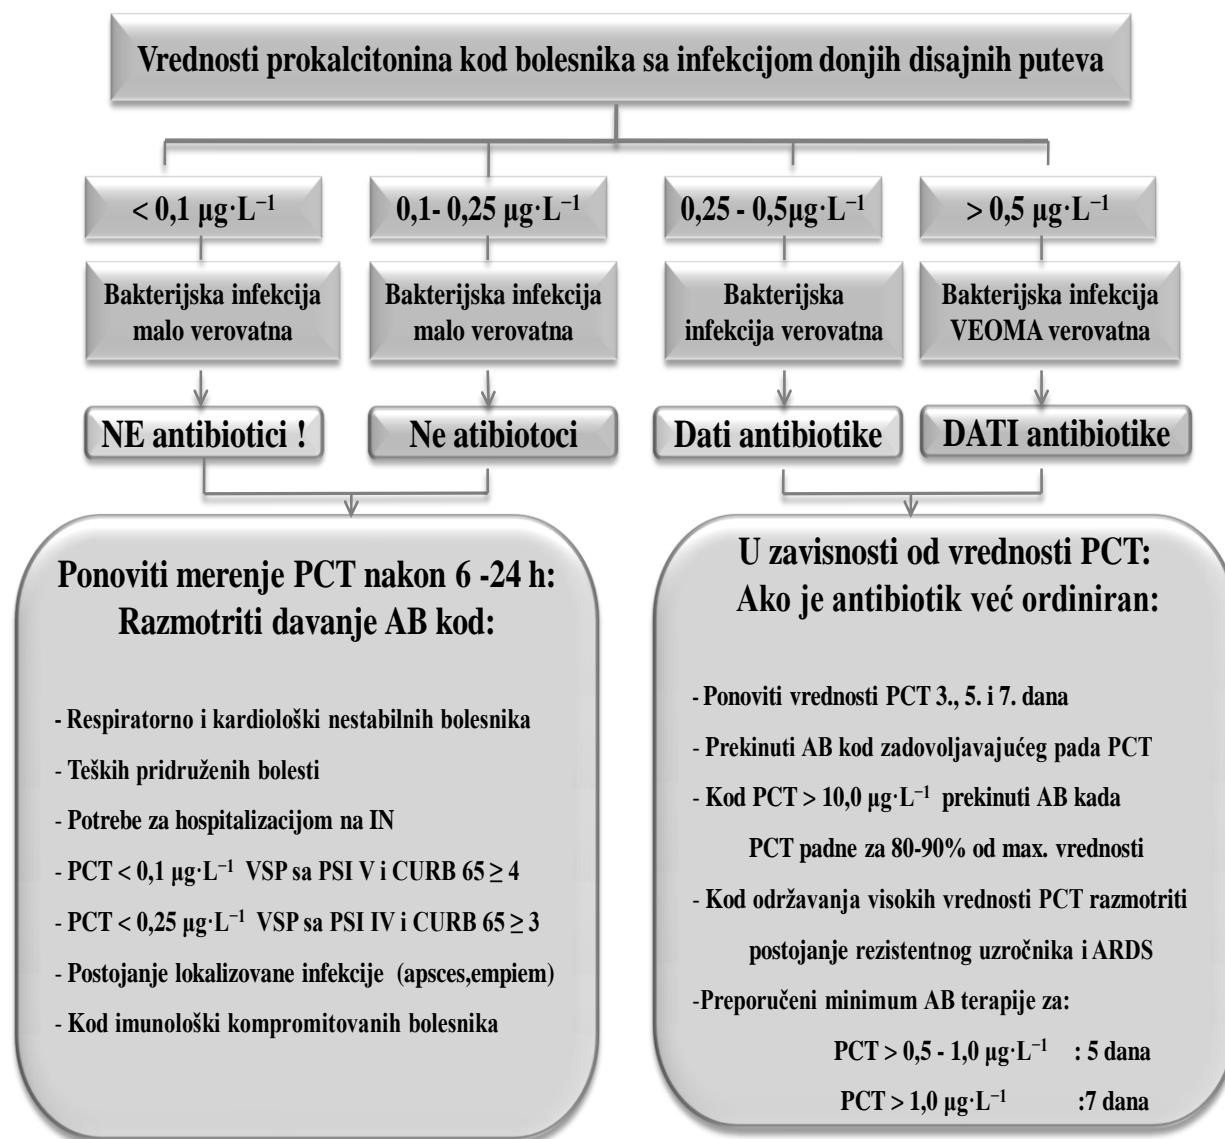 Vrednosti prokalcitonina kod bolesnika sa infekcijom donjih disajnih puteva
< 0,1 µg·L⁻¹
0,1- 0,25 µg·L⁻¹
0,25 - 0,5µg·L⁻¹
> 0,5 µg·L⁻¹
Bakterijska infekcija
malo verovatna
Bakterijska infekcija
malo verovatna
Bakterijska
infekcija verovatna
Bakterijska infekcija
VEOMA verovatna
NE antibiotici !
Ne atibiotoci
Dati antibiotike
DATI antibiotike
Ponoviti merenje PCT nakon 6 -24 h:
Razmotriti davanje AB kod:
- Respiratorno i kardiološki nestabilnih bolesnika
- Teških pridruženih bolesti
- Potrebe za hospitalizacijom na IN
- PCT < 0,1 µg·L⁻¹ VSP sa PSI V i CURB 65 ≥ 4
- PCT < 0,25 µg·L⁻¹ VSP sa PSI IV i CURB 65 ≥ 3
- Postojanje lokalizovane infekcije (apsces,empiem)
- Kod imunološki kompromitovanih bolesnika
U zavisnosti od vrednosti PCT:
Ako je antibiotik već ordiniran:
- Ponoviti vrednosti PCT 3., 5. i 7. dana
- Prekinuti AB kod zadovoljavajućeg pada PCT
- Kod PCT > 10,0 µg·L⁻¹ prekinuti AB kada
PCT padne za 80-90% od max. vrednosti
- Kod održavanja visokih vrednosti PCT razmotriti
postojanje rezistentnog uzročnika i ARDS
-Preporučeni minimum AB terapije za:
PCT > 0,5 - 1,0 µg·L⁻¹ : 5 dana
PCT > 1,0 µg·L⁻¹ :7 dana